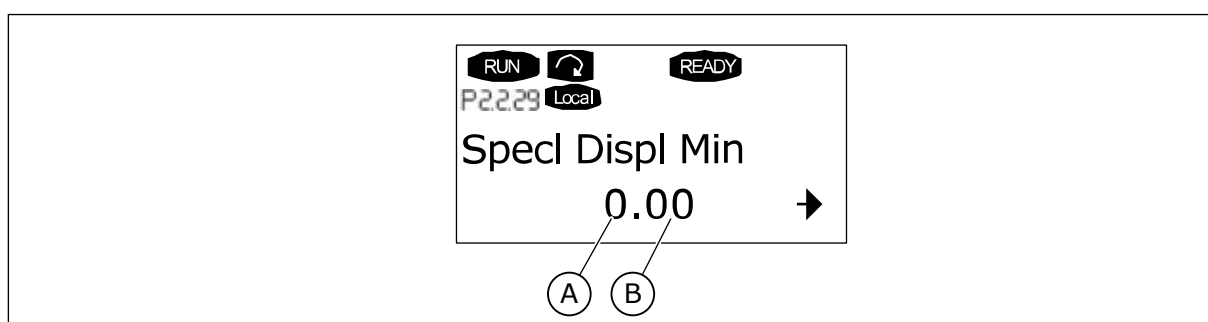 RUN READY
P2.2.29 Local
Specl Displ Min
0.00
A B